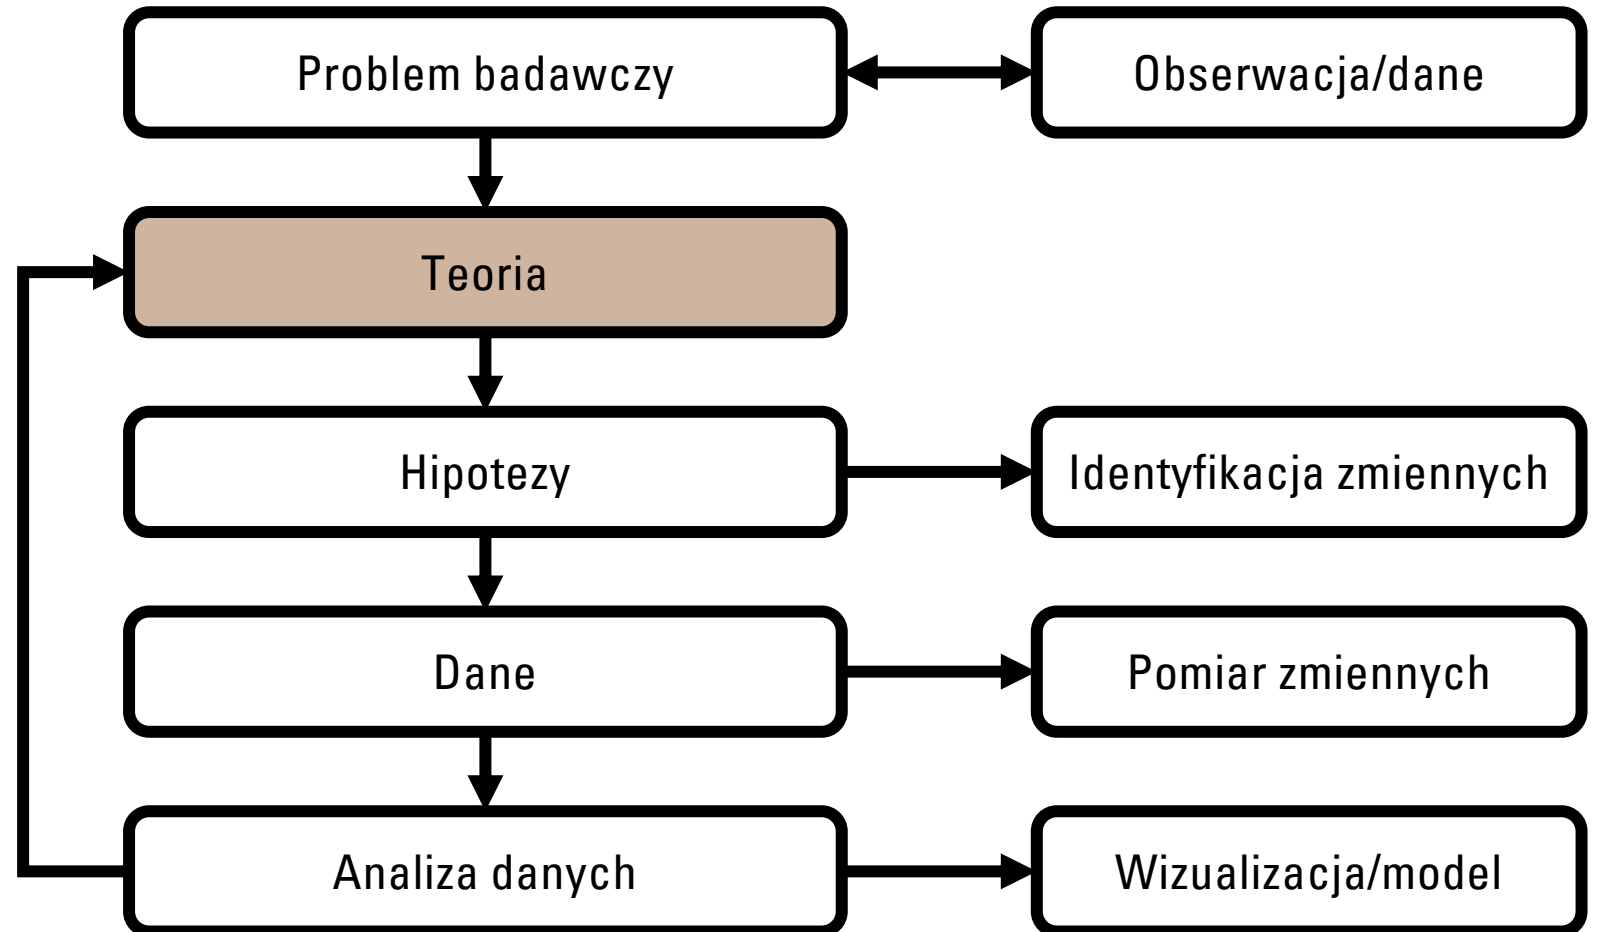 Problem badawczy
Obserwacja/dane
Teoria
Hipotezy
Identyfikacja zmiennych
Dane
Pomiar zmiennych
Analiza danych
Wizualizacja/model